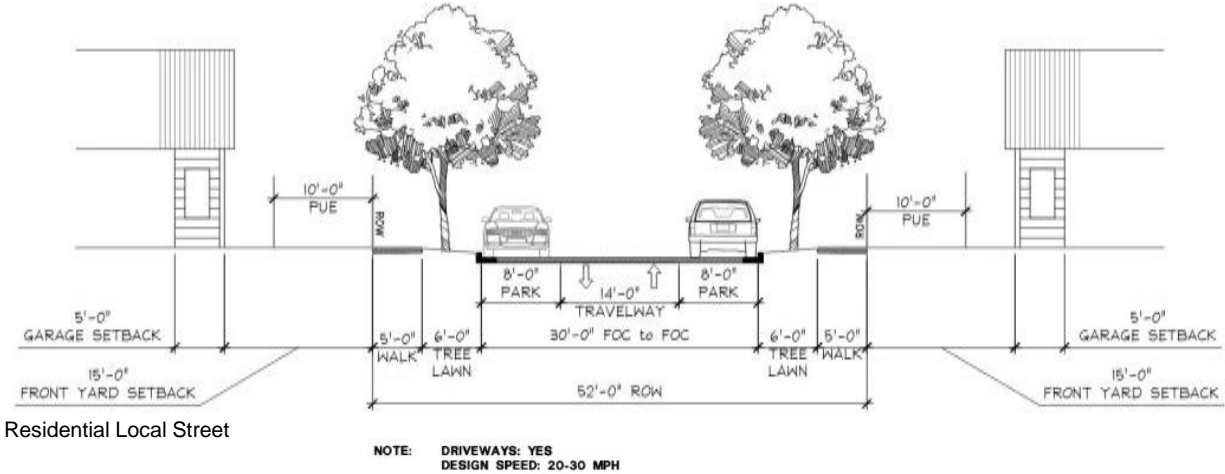 10'-0"
PUE
ROW
10'-0"
PUE
ROW
8'-0"
PARK
14'-0"
TRAVELWAY
8'-0"
PARK
5'-0"
GARAGE SETBACK
5'-0"
WALK
6'-0"
TREE
LAWN
30'-0" FOC to FOC
6'-0"
TREE
LAWN
5'-0"
WALK
5'-0"
GARAGE SETBACK
15'-0"
FRONT YARD SETBACK
52'-0" ROW
15'-0"
FRONT YARD SETBACK
Residential Local Street
NOTE: DRIVEWAYS: YES
DESIGN SPEED: 20-30 MPH